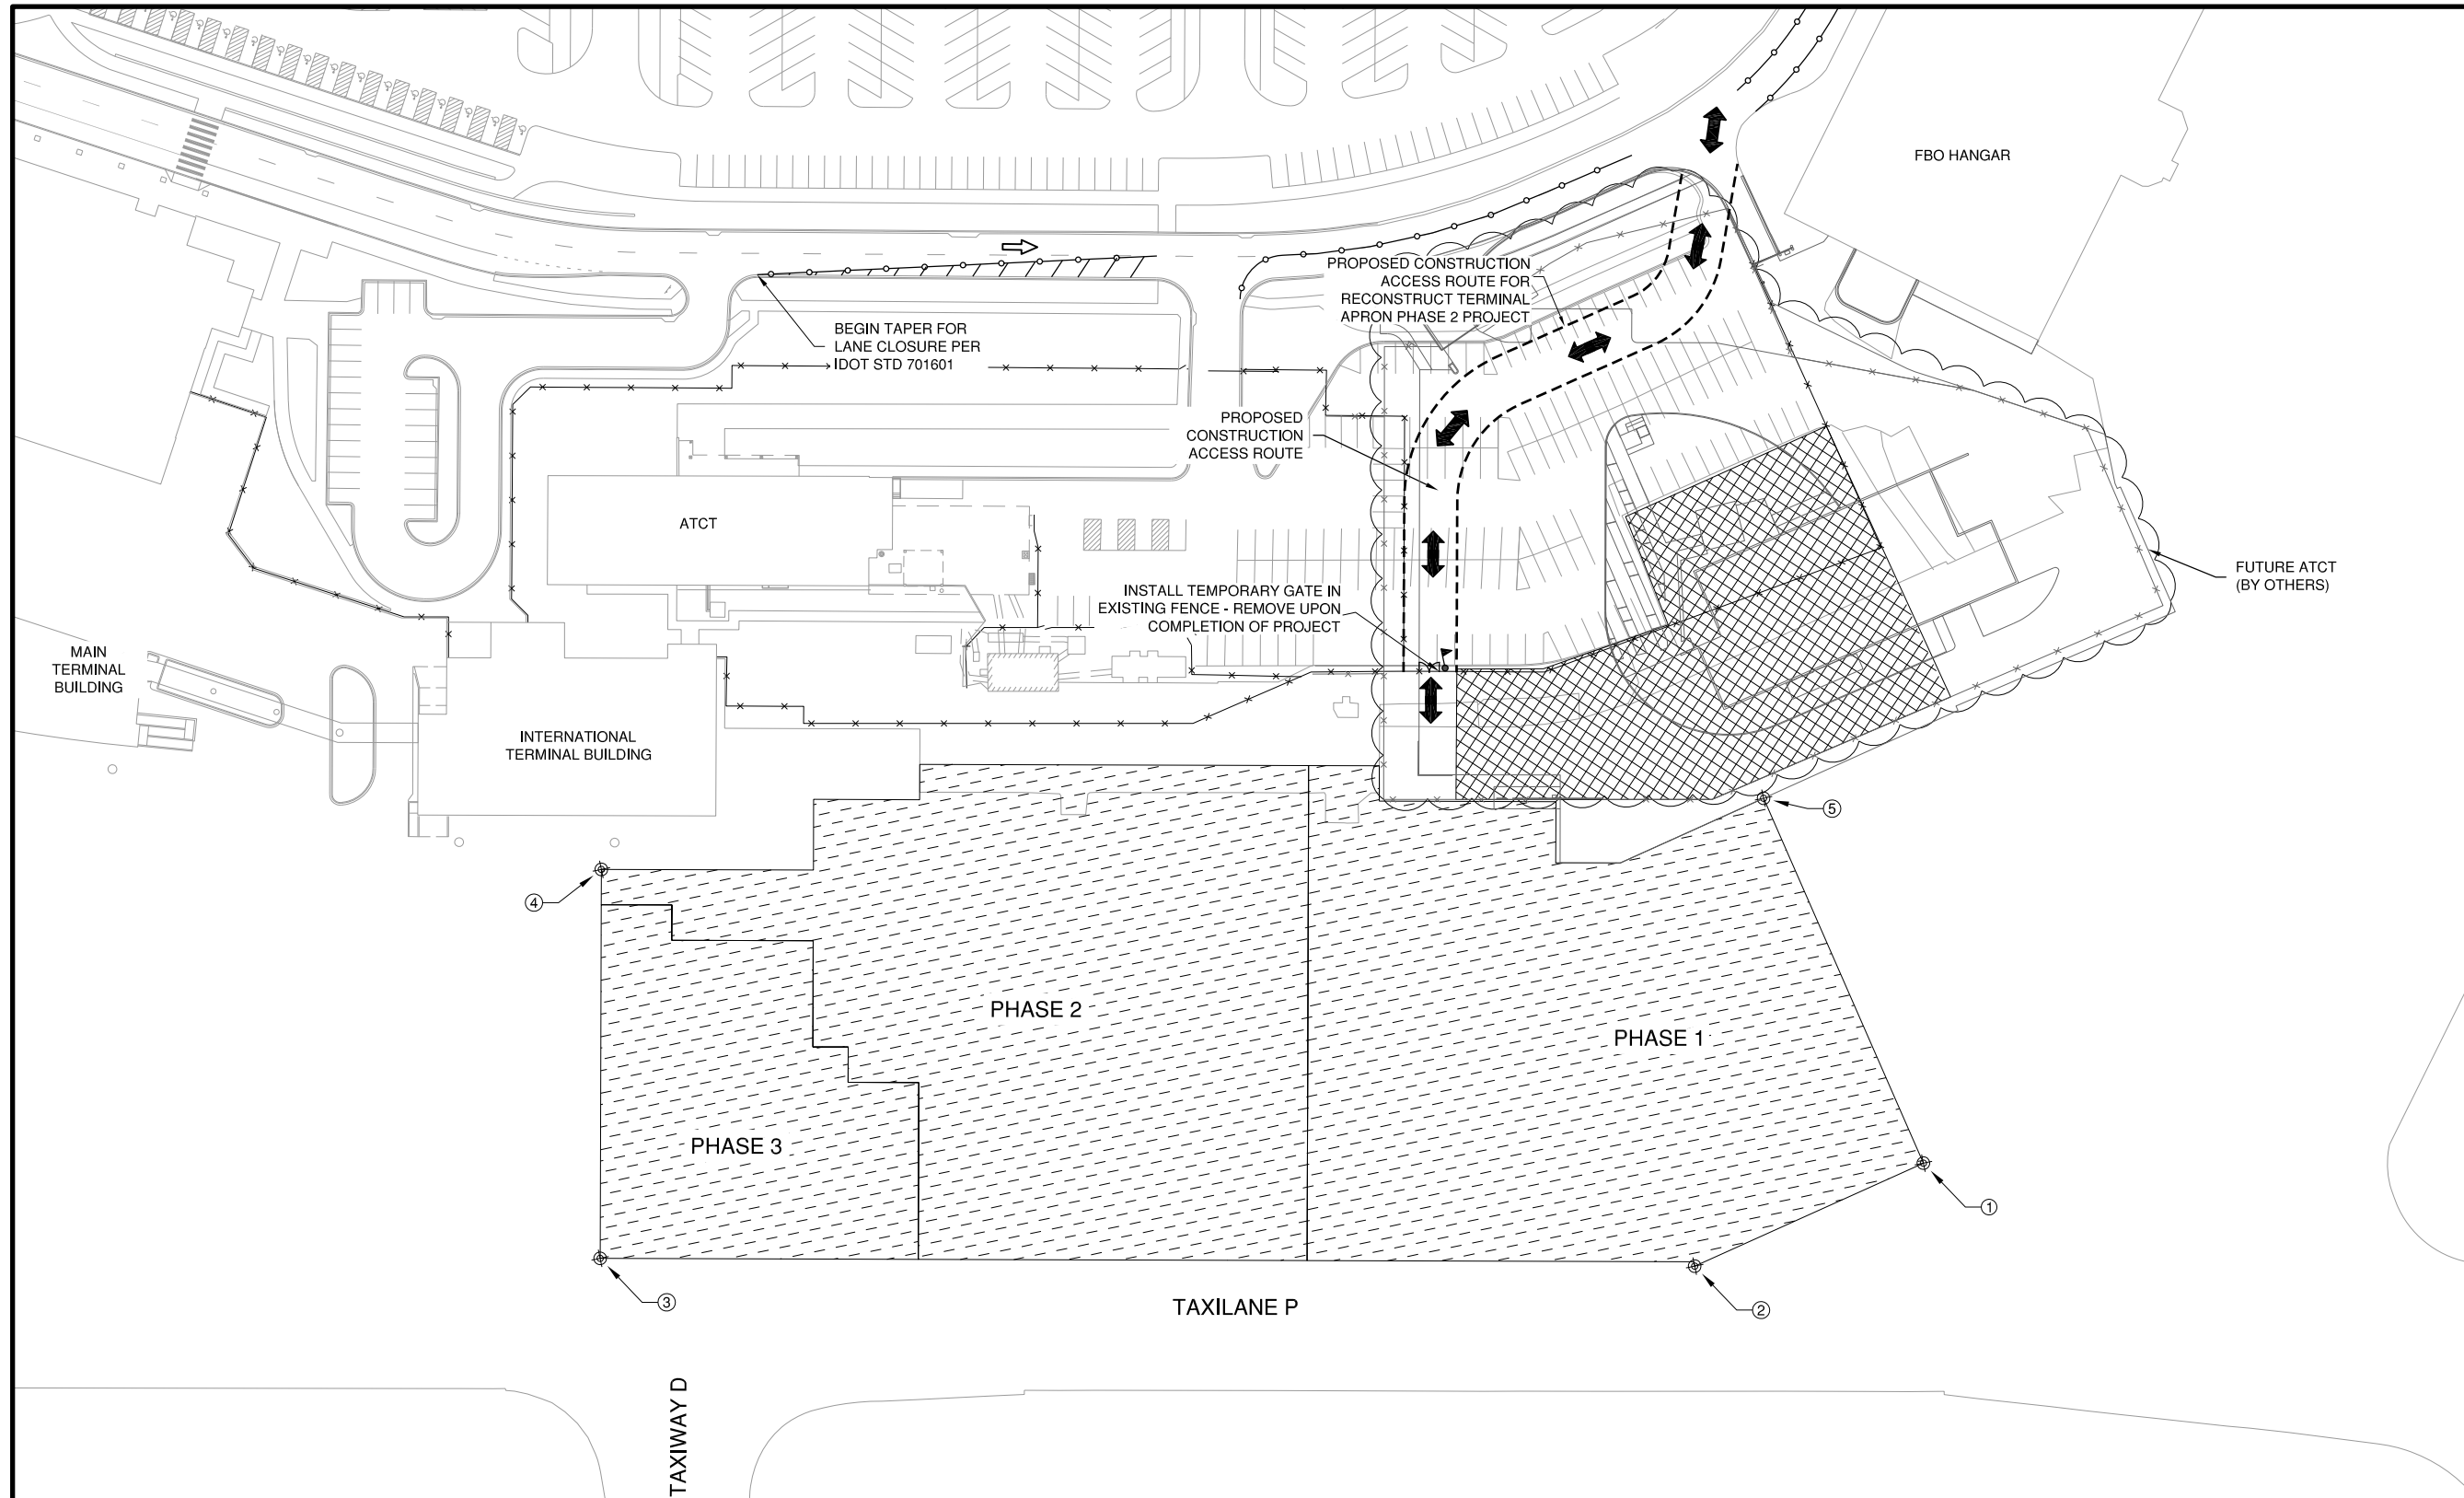 FBO HANGAR
PROPOSED CONSTRUCTION
ACCESS ROUTE FOR
RECONSTRUCT TERMINAL
APRON PHASE 2 PROJECT
BEGIN TAPER FOR
LANE CLOSURE PER
IDOT STD 701601
PROPOSED
CONSTRUCTION
ACCESS ROUTE
ATCT
FUTURE ATCT
(BY OTHERS)
INSTALL TEMPORARY GATE IN
EXISTING FENCE - REMOVE UPON
COMPLETION OF PROJECT
MAIN
TERMINAL
BUILDING
INTERNATIONAL
TERMINAL BUILDING
5
4
PHASE 2
PHASE 1
PHASE 3
1
3
2
TAXILANE P
TAXIWAY D